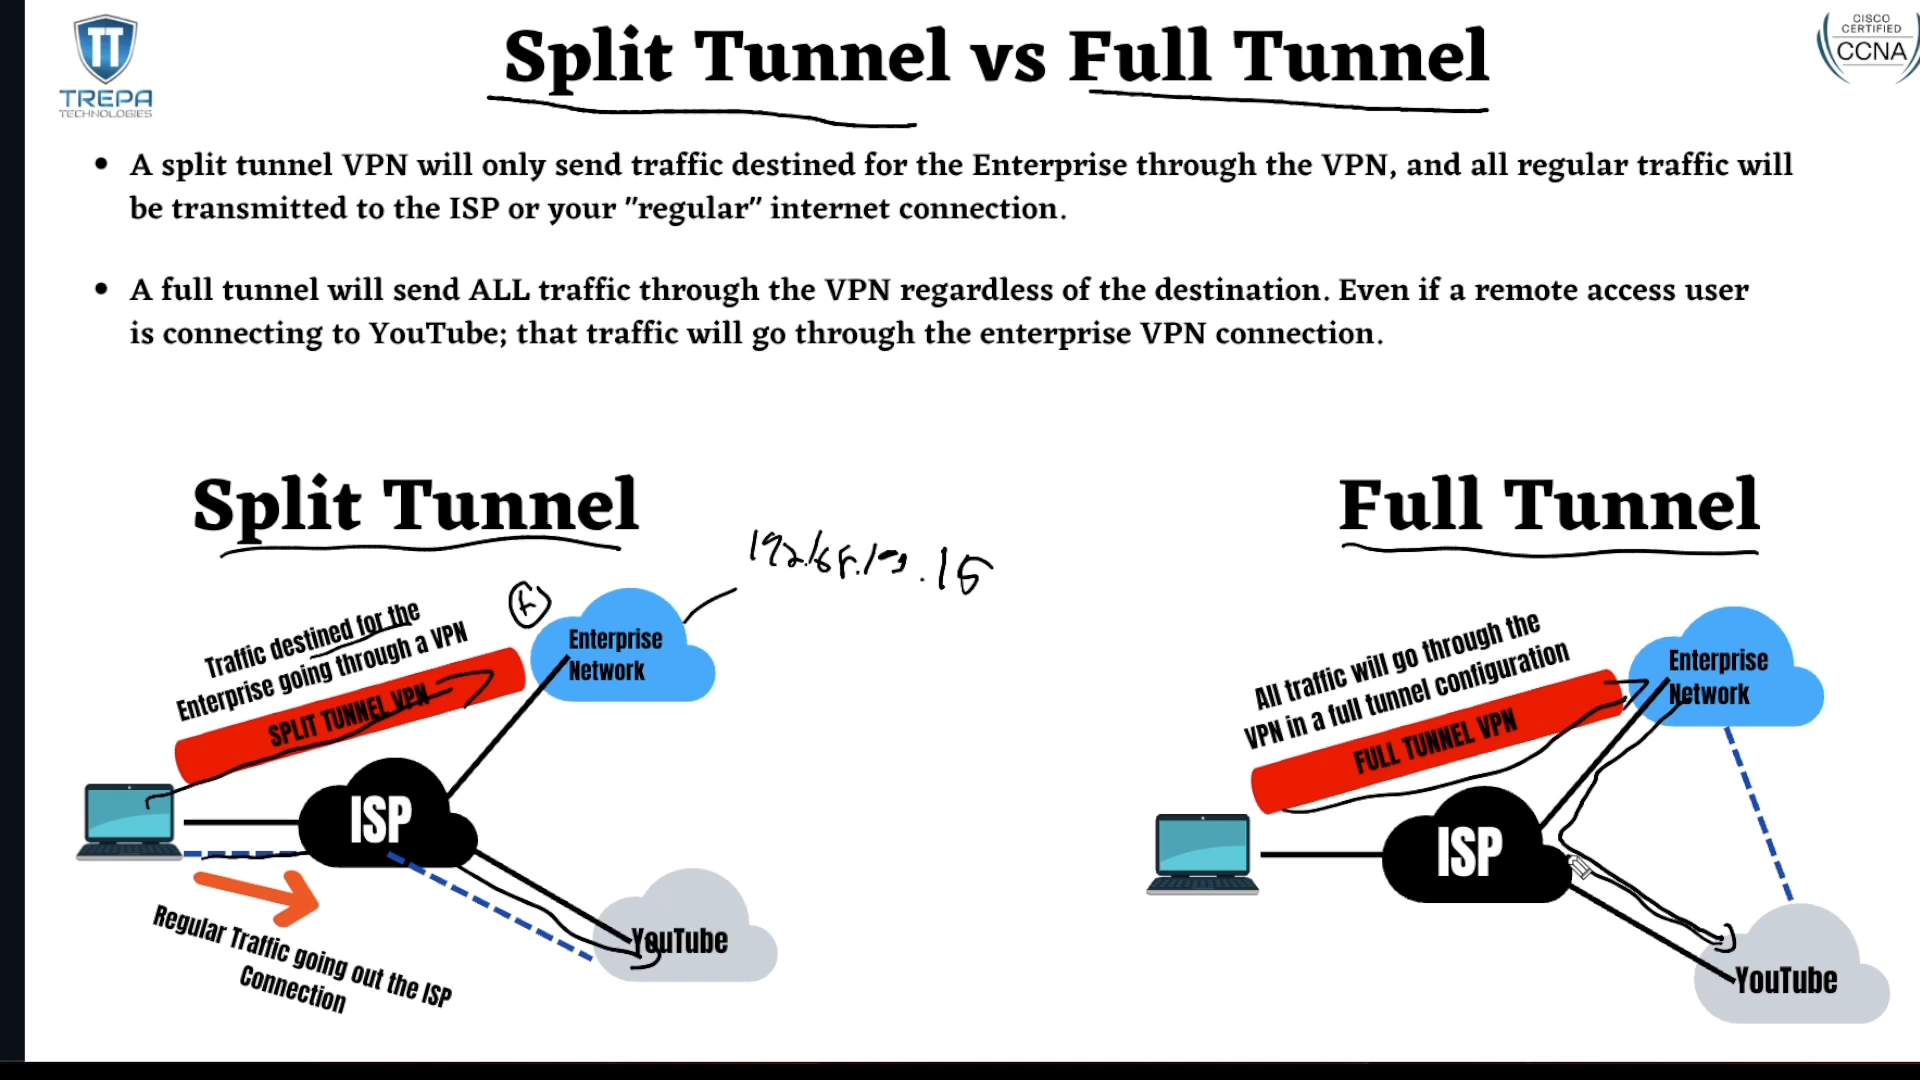 TT
TREPA
TECHNOLOGIES
Split Tunnel vs Full Tunnel
CISCO
CERTIFIED
CCNA
• A split tunnel VPN will only send traffic destined for the Enterprise through the VPN, and all regular traffic will
be transmitted to the ISP or your "regular" internet connection.
• A full tunnel will send ALL traffic through the VPN regardless of the destination. Even if a remote access user
is connecting to YouTube; that traffic will go through the enterprise VPN connection.
Split Tunnel
Traffic destined for the
Enterprise going through a VPN
SPLIT TUNNEL VPN
Enterprise
Network
ISP
YouTube
Regular Traffic going out the ISP
Connection
Full Tunnel
All traffic will go through the
VPN in a full tunnel configuration
FULL TUNNEL VPN
Enterprise
Network
ISP
YouTube